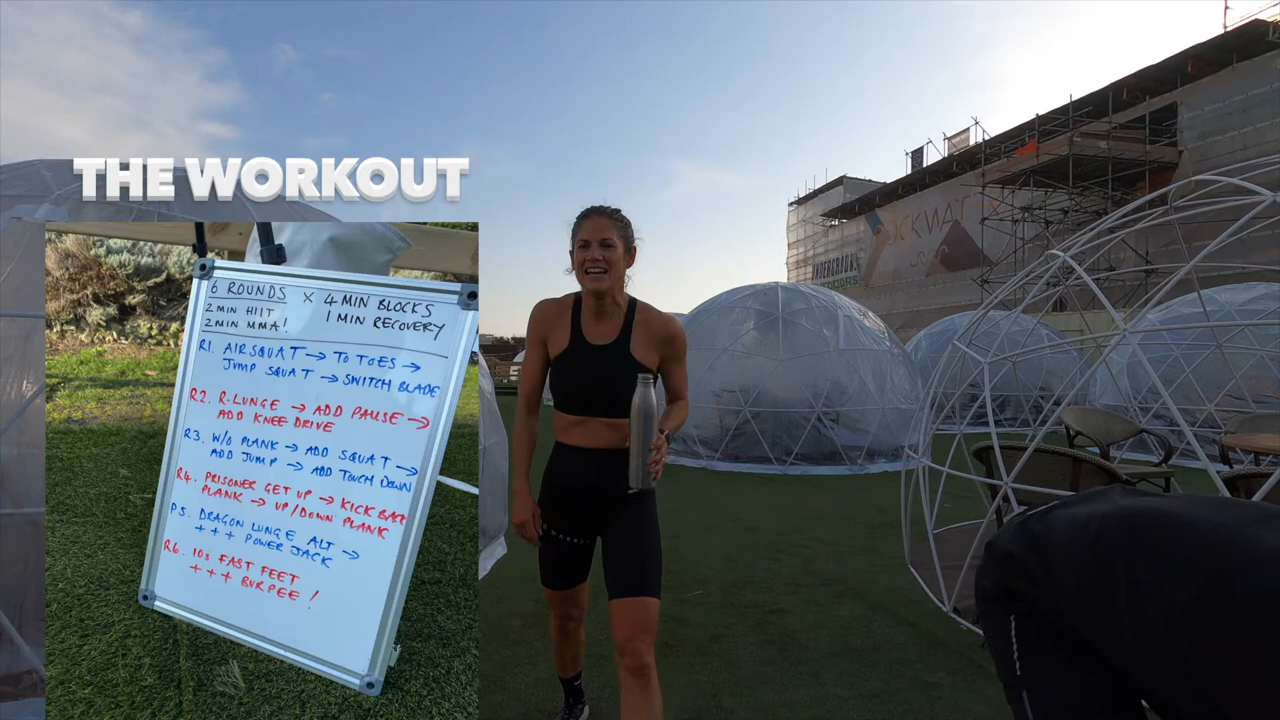 THE WORKOUT
6 ROUNDS X 4 MIN BLOCKS
2 MIN HIIT 1 MIN RECOVERY
2 MIN MMA!
R1. AIR SQUAT → TO TOES →
JUMP SQUAT → SWITCH BLADE
R2. R.LUNGE → ADD PAUSE →
ADD KNEE DRIVE
R3. W/O PLANK → ADD SQUAT →
ADD JUMP → ADD TOUCH DOWN
R4. PRISONER GET UP → KICK BACK
PLANK → UP/DOWN PLANK
R5. DRAGON LUNGE ALT →
+++ POWER JACK
R6. 10s FAST FEET
+++ BURPEE!
UNDERGROUND